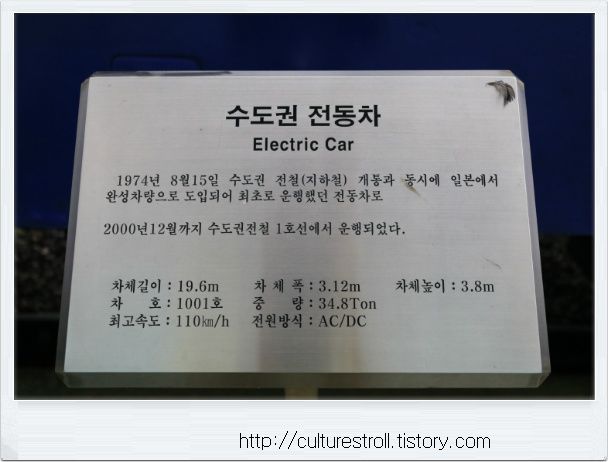 수도권 전동차
Electric Car
1974년 8월15일 수도권 전철(지하철) 개통과 동시에 일본에서
완성차량으로 도입되어 최초로 운행했던 전동차로
2000년12월까지 수도권전철 1호선에서 운행되었다.
차체길이 : 19.6m 차 체 폭 : 3.12m 차체높이 : 3.8m
차 호 : 1001호 중 량 : 34.8Ton
최고속도 : 110㎞/h 전원방식 : AC/DC
http://culturestroll.tistory.com